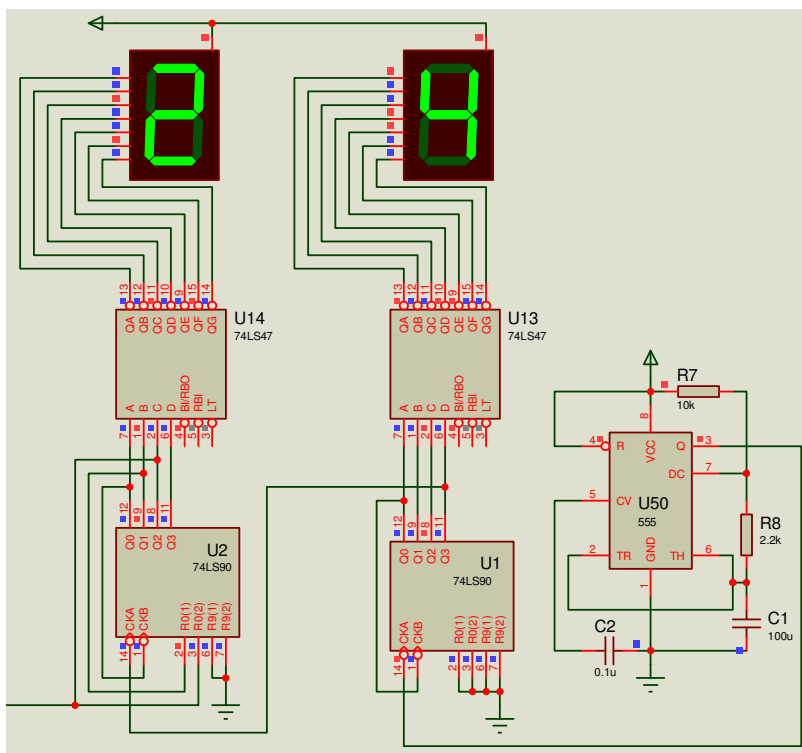 U14
74LS47
13 12 11 10 9 15 14
QA QB QC QD QE QF QG
A B C D BI/RBO RBI LT
7 1 2 6 4 5 3
U13
74LS47
13 12 11 10 9 15 14
QA QB QC QD QE QF QG
A B C D BI/RBO RBI LT
7 1 2 6 4 5 3
U2
74LS90
12 9 8 11
Q0 Q1 Q2 Q3
CKA CKB R0(1) R0(2) R9(1) R9(2)
14 1 2 3 6 7
U1
74LS90
12 9 8 11
Q0 Q1 Q2 Q3
CKA CKB R0(1) R0(2) R9(1) R9(2)
14 1 2 3 6 7
R7
10k
8
4 R VCC Q 3
DC 7
5 CV
U50
555
2 TR GND TH 6
1
R8
2.2k
C1
100u
C2
0.1u
24